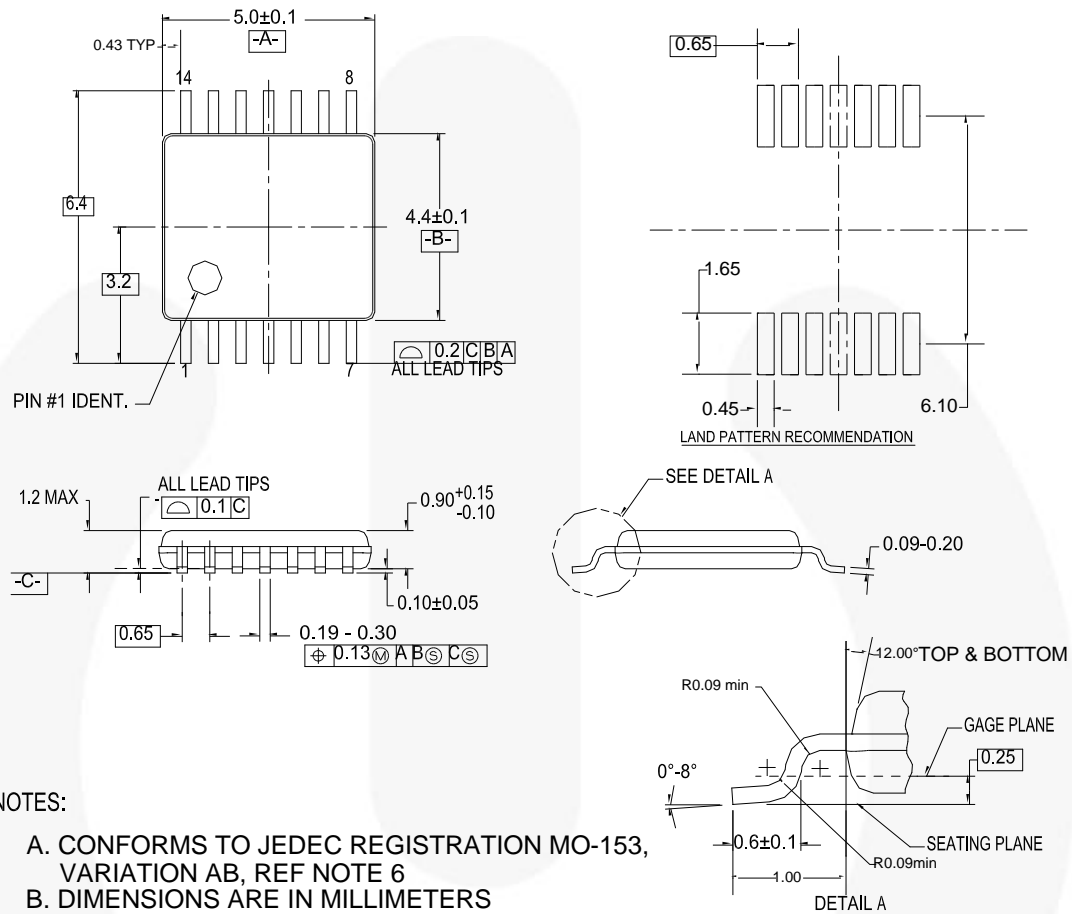 5.0±0.1
-A-
0.43 TYP
14
8
6.4
3.2
4.4±0.1
-B-
0.2 C B A
ALL LEAD TIPS
1
7
PIN #1 IDENT.
0.65
1.65
0.45
6.10
LAND PATTERN RECOMMENDATION
1.2 MAX
ALL LEAD TIPS
0.1 C
0.90 +0.15
-0.10
-C-
0.10±0.05
0.65
0.19 - 0.30
⌖ 0.13Ⓜ A BⓈ CⓈ
SEE DETAIL A
0.09-0.20
12.00° TOP & BOTTOM
R0.09 min
GAGE PLANE
0.25
0°-8°
SEATING PLANE
0.6±0.1
R0.09min
1.00
DETAIL A
NOTES:
A. CONFORMS TO JEDEC REGISTRATION MO-153,
VARIATION AB, REF NOTE 6
B. DIMENSIONS ARE IN MILLIMETERS